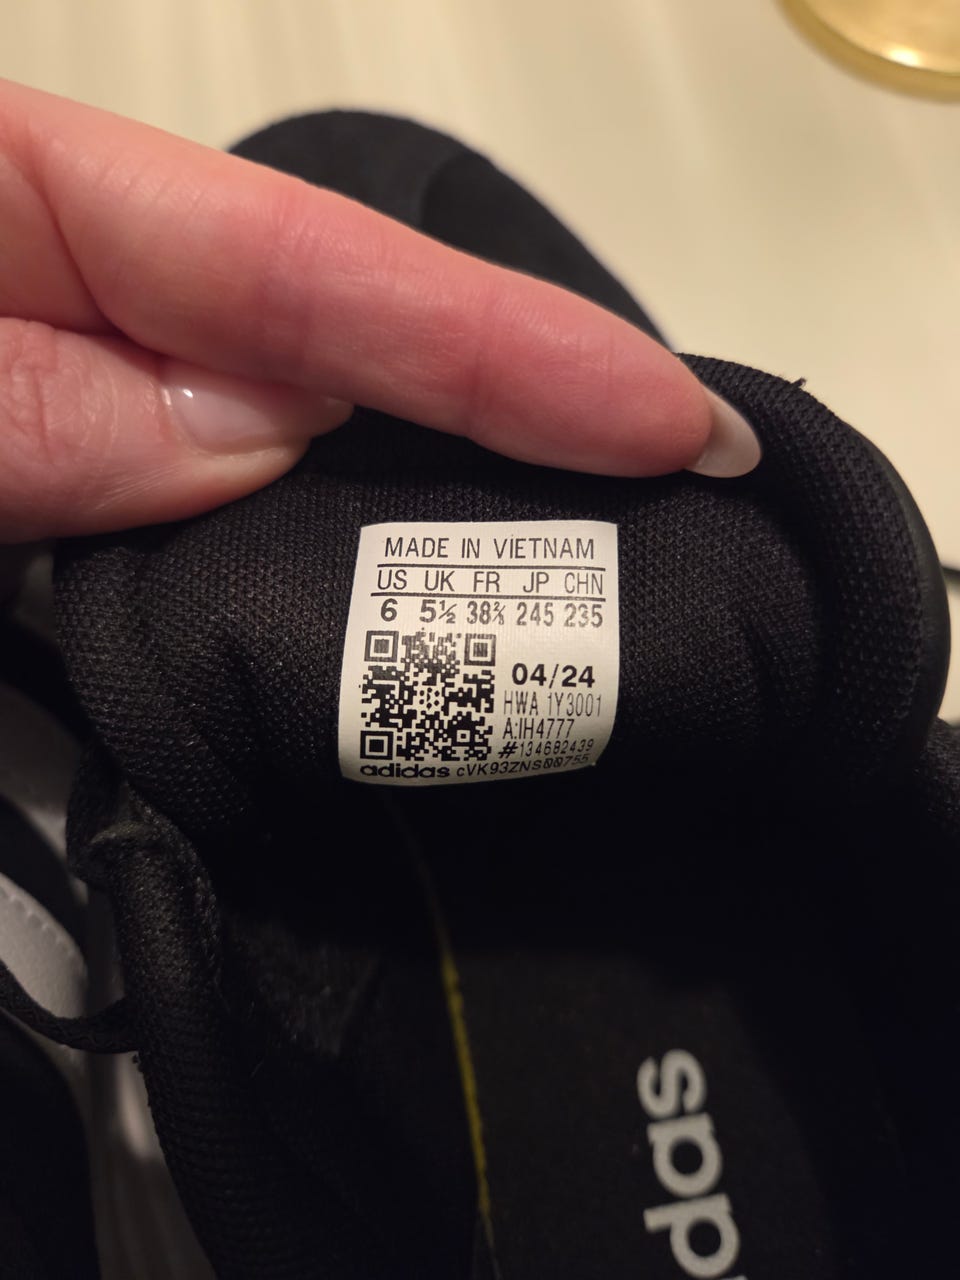 MADE IN VIETNAM
US UK FR JP CHN
6 5½ 38⅔ 245 235
04/24
HWA 1Y3001
A:IH4777
#134682439
adidas cVK93ZNS00755
adidas